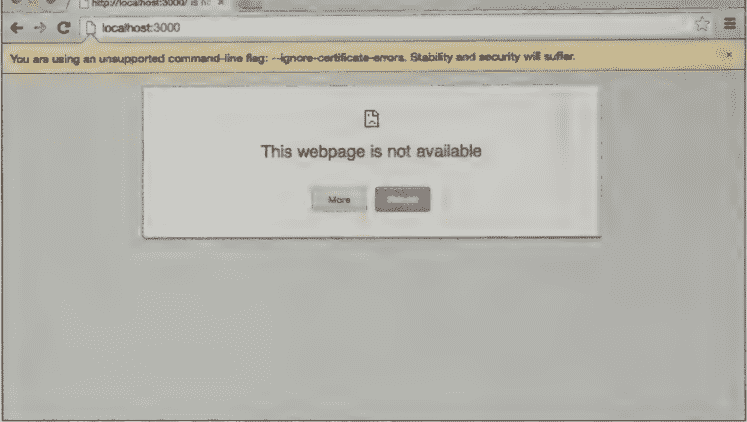 http://localhost:3000/ is
localhost:3000
You are using an unsupported command-line flag: --ignore-certificate-errors. Stability and security will suffer.
This webpage is not available
More